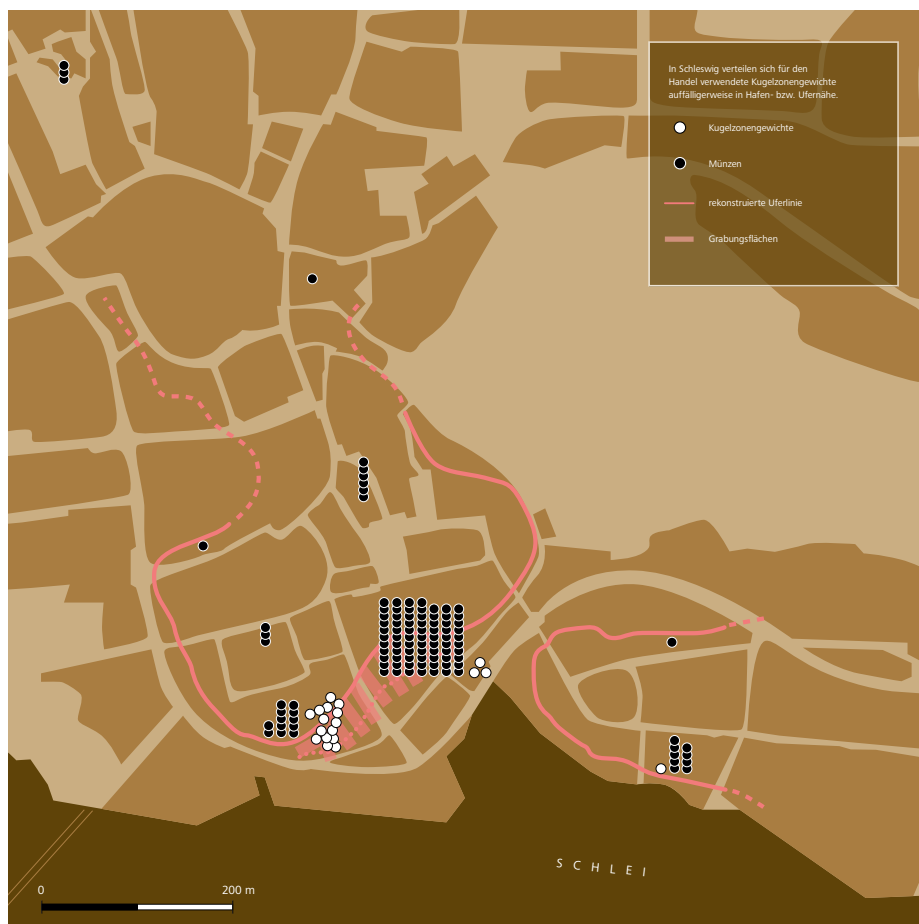 In Schleswig verteilen sich für den
Handel verwendete Kugelzonengewichte
auffälligerweise in Hafen- bzw. Ufernähe.
Kugelzonengewichte
Münzen
rekonstruierte Uferlinie
Grabungsflächen
SCHLEI
0 200 m